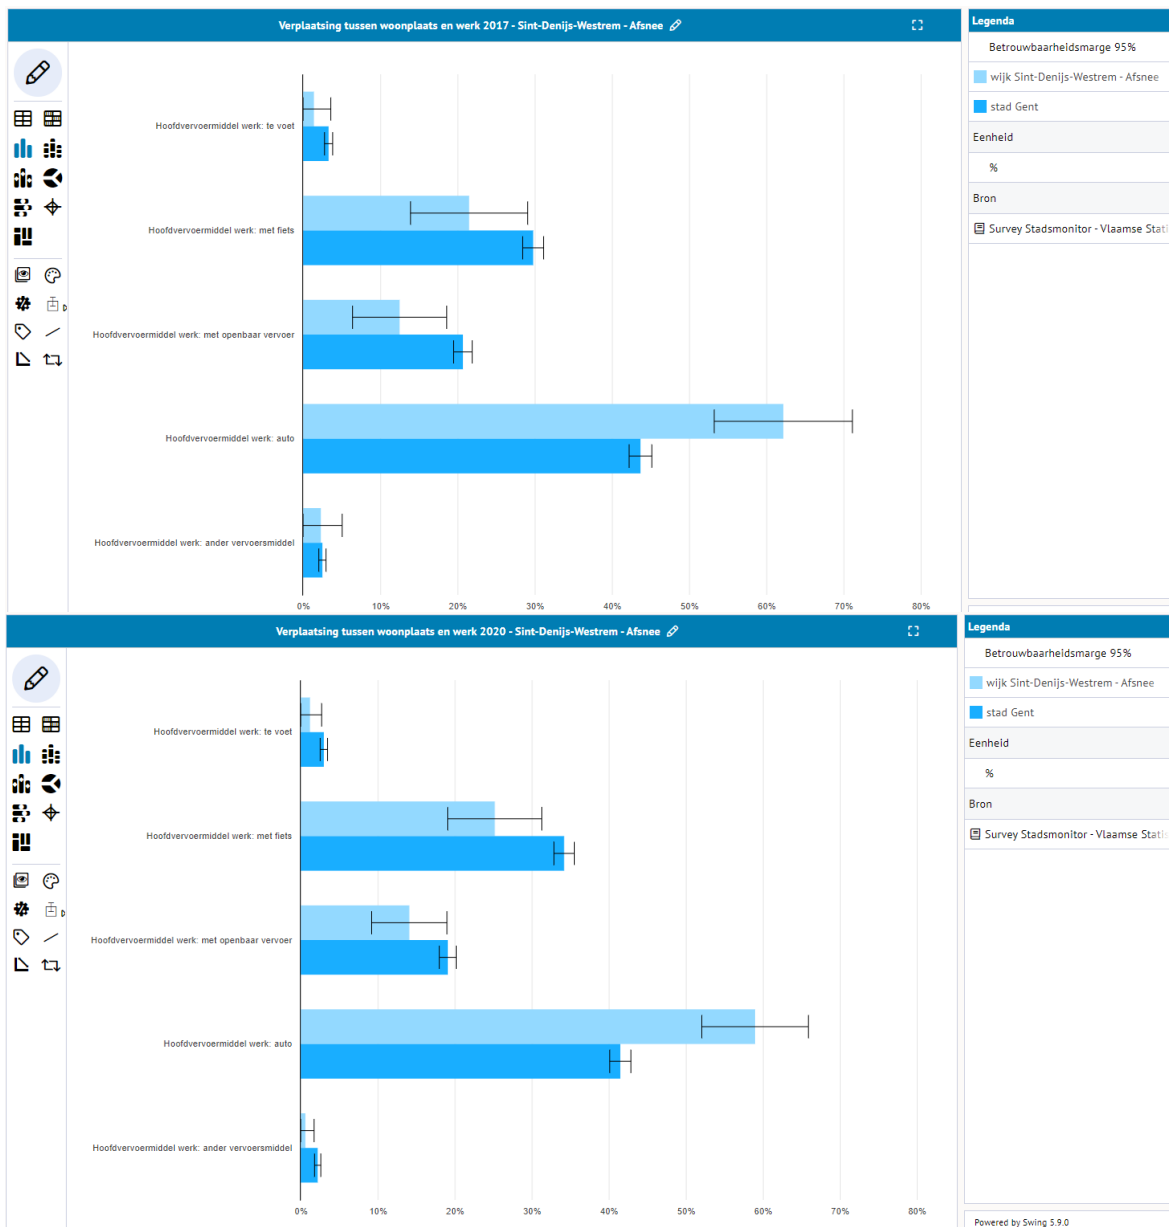 Verplaatsing tussen woonplaats en werk 2017 - Sint-Denijs-Westrem - Afsnee
Hoofdvervoermiddel werk: te voet
Hoofdvervoermiddel werk: met fiets
Hoofdvervoermiddel werk: met openbaar vervoer
Hoofdvervoermiddel werk: auto
Hoofdvervoermiddel werk: ander vervoersmiddel
0% 10% 20% 30% 40% 50% 60% 70% 80%
Legenda
Betrouwbaarheidsmarge 95%
wijk Sint-Denijs-Westrem - Afsnee
stad Gent
Eenheid
%
Bron
Survey Stadsmonitor - Vlaamse Stati
Verplaatsing tussen woonplaats en werk 2020 - Sint-Denijs-Westrem - Afsnee
Hoofdvervoermiddel werk: te voet
Hoofdvervoermiddel werk: met fiets
Hoofdvervoermiddel werk: met openbaar vervoer
Hoofdvervoermiddel werk: auto
Hoofdvervoermiddel werk: ander vervoersmiddel
0% 10% 20% 30% 40% 50% 60% 70% 80%
Legenda
Betrouwbaarheidsmarge 95%
wijk Sint-Denijs-Westrem - Afsnee
stad Gent
Eenheid
%
Bron
Survey Stadsmonitor - Vlaamse Statis
Powered by Swing 5.9.0